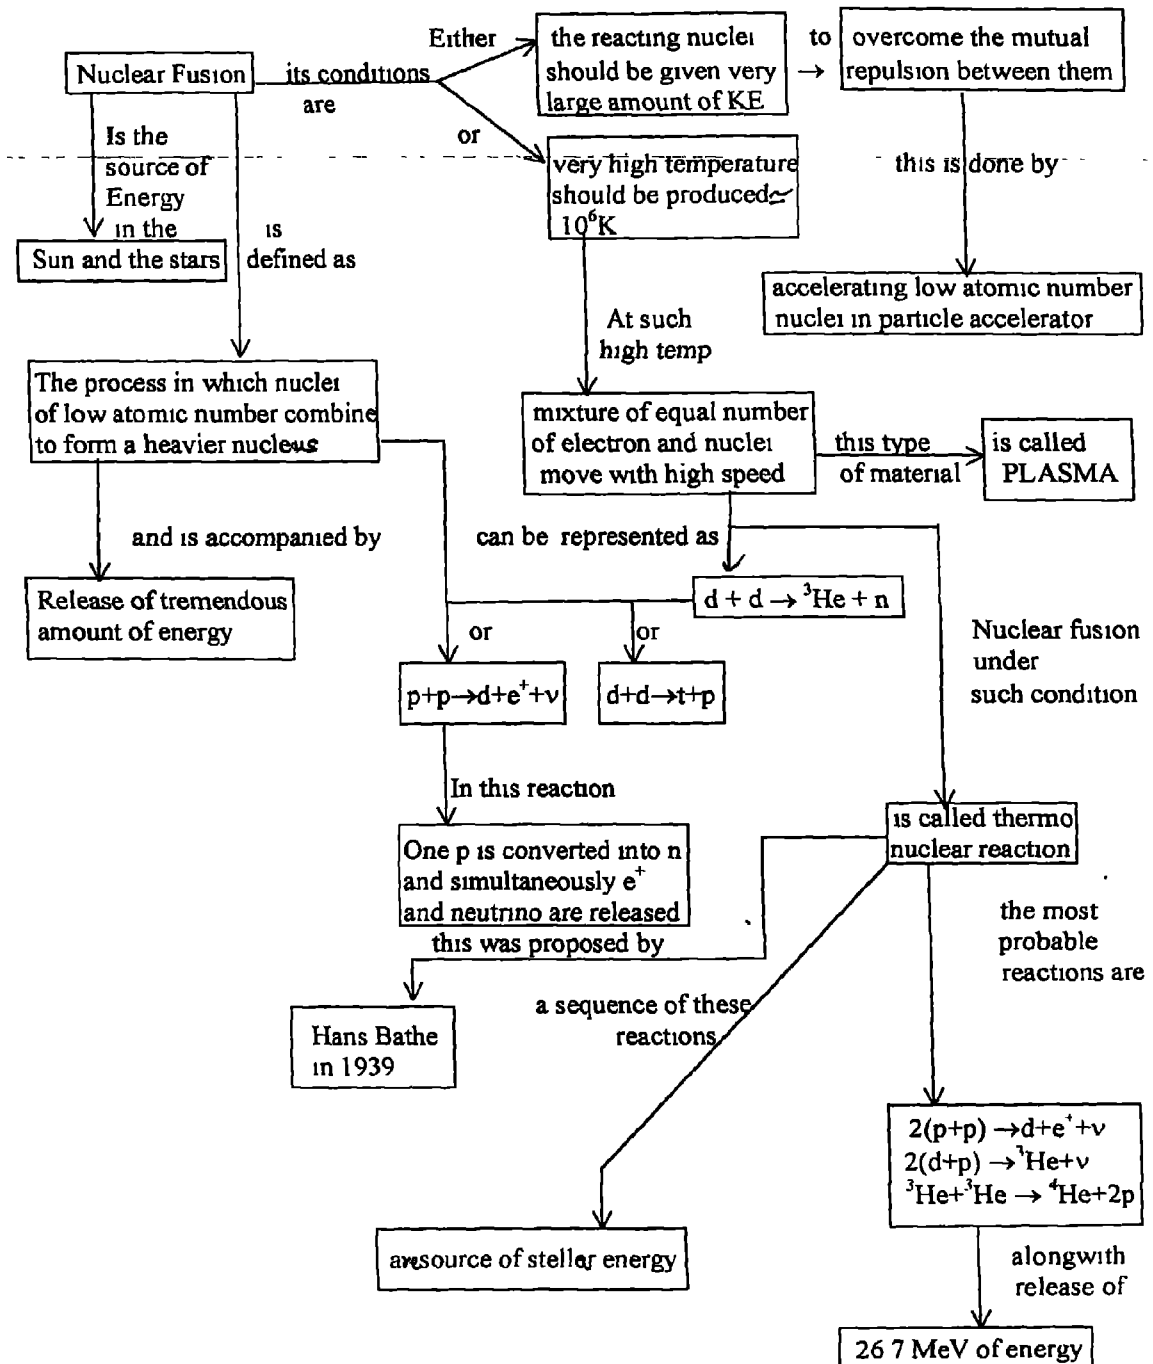 Nuclear Fusion
its conditions
are
Either
the reacting nuclei
should be given very
large amount of KE
to
→
overcome the mutual
repulsion between them
or
very high temperature
should be produced≃
10⁶K
this is done by
accelerating low atomic number
nuclei in particle accelerator
Is the
source of
Energy
in the
Sun and the stars
is
defined as
At such
high temp
The process in which nuclei
of low atomic number combine
to form a heavier nucleus
mixture of equal number
of electron and nuclei
move with high speed
this type
of material
is called
PLASMA
and is accompanied by
Release of tremendous
amount of energy
can be represented as
d + d → ³He + n
or
or
p+p→d+e⁺+ν
d+d→t+p
Nuclear fusion
under
such condition
In this reaction
One p is converted into n
and simultaneously e⁺
and neutrino are released
is called thermo
nuclear reaction
this was proposed by
Hans Bathe
in 1939
a sequence of these
reactions
are source of steller energy
the most
probable
reactions are
2(p+p) →d+e⁺+ν
2(d+p) →³He+ν
³He+³He → ⁴He+2p
alongwith
release of
26 7 MeV of energy